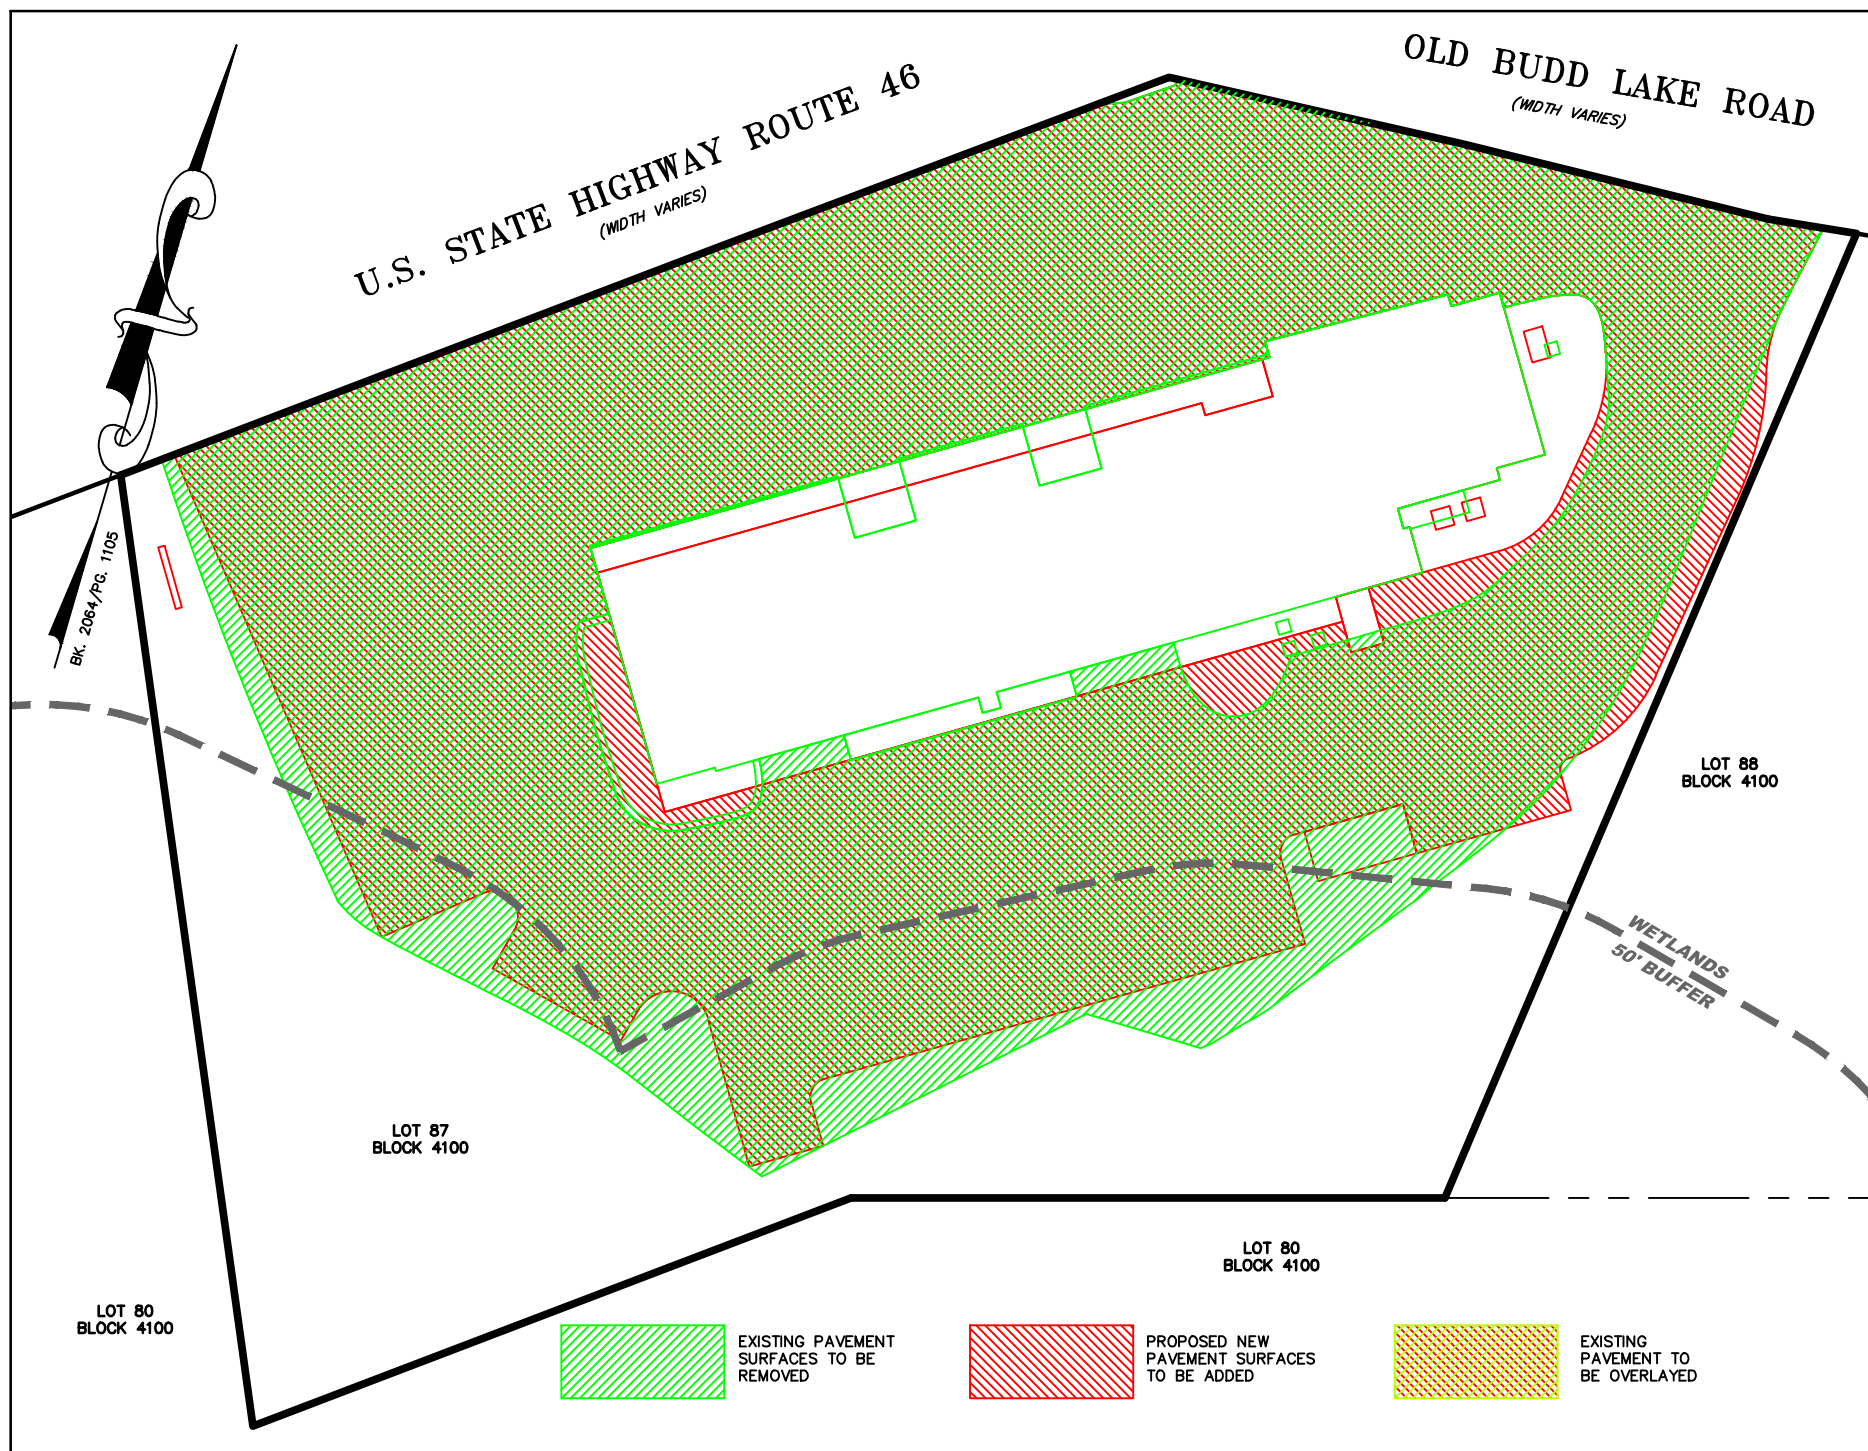 OLD BUDD LAKE ROAD
(WIDTH VARIES)
U.S. STATE HIGHWAY ROUTE 46
(WIDTH VARIES)
BK. 2064/PG. 1105
LOT 88
BLOCK 4100
WETLANDS
50' BUFFER
LOT 87
BLOCK 4100
LOT 80
BLOCK 4100
LOT 80
BLOCK 4100
EXISTING PAVEMENT
SURFACES TO BE
REMOVED
PROPOSED NEW
PAVEMENT SURFACES
TO BE ADDED
EXISTING
PAVEMENT TO
BE OVERLAYED